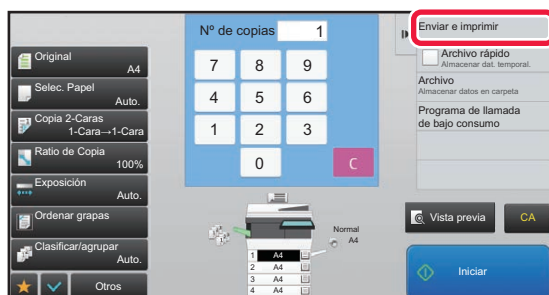 Original
A4
Selec. Papel
Auto.
Copia 2-Caras
1-Cara→1-Cara
Ratio de Copia
100%
Exposición
Auto.
Ordenar grapas
Clasificar/agrupar
Auto.
Otros
Nº de copias 1
7 8 9
4 5 6
1 2 3
0 C
Normal
A4
1 A4
2 A4
3 A4
4 A4
Enviar e imprimir
Archivo rápido
Almacenar dat. temporal.
Archivo
Almacenar datos en carpeta
Programa de llamada
de bajo consumo
Vista previa
CA
Iniciar